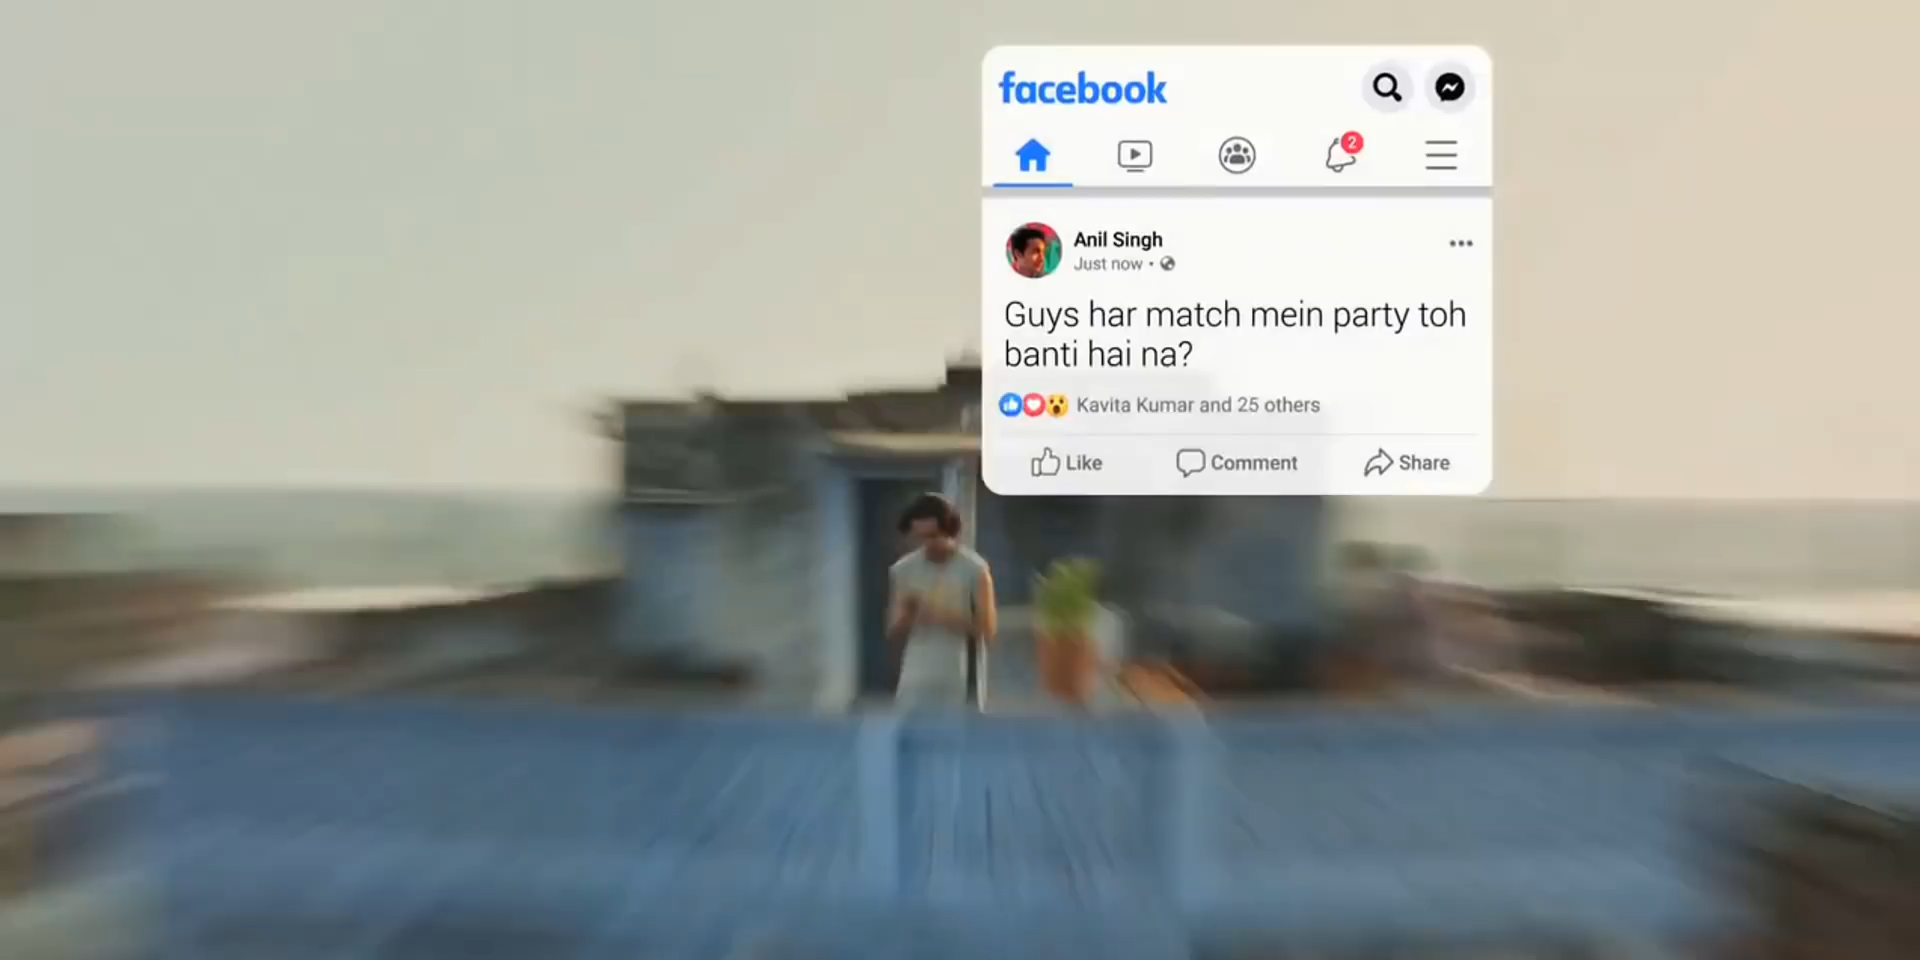 facebook
2
Anil Singh
Just now •
Guys har match mein party toh
banti hai na?
Kavita Kumar and 25 others
Like Comment Share